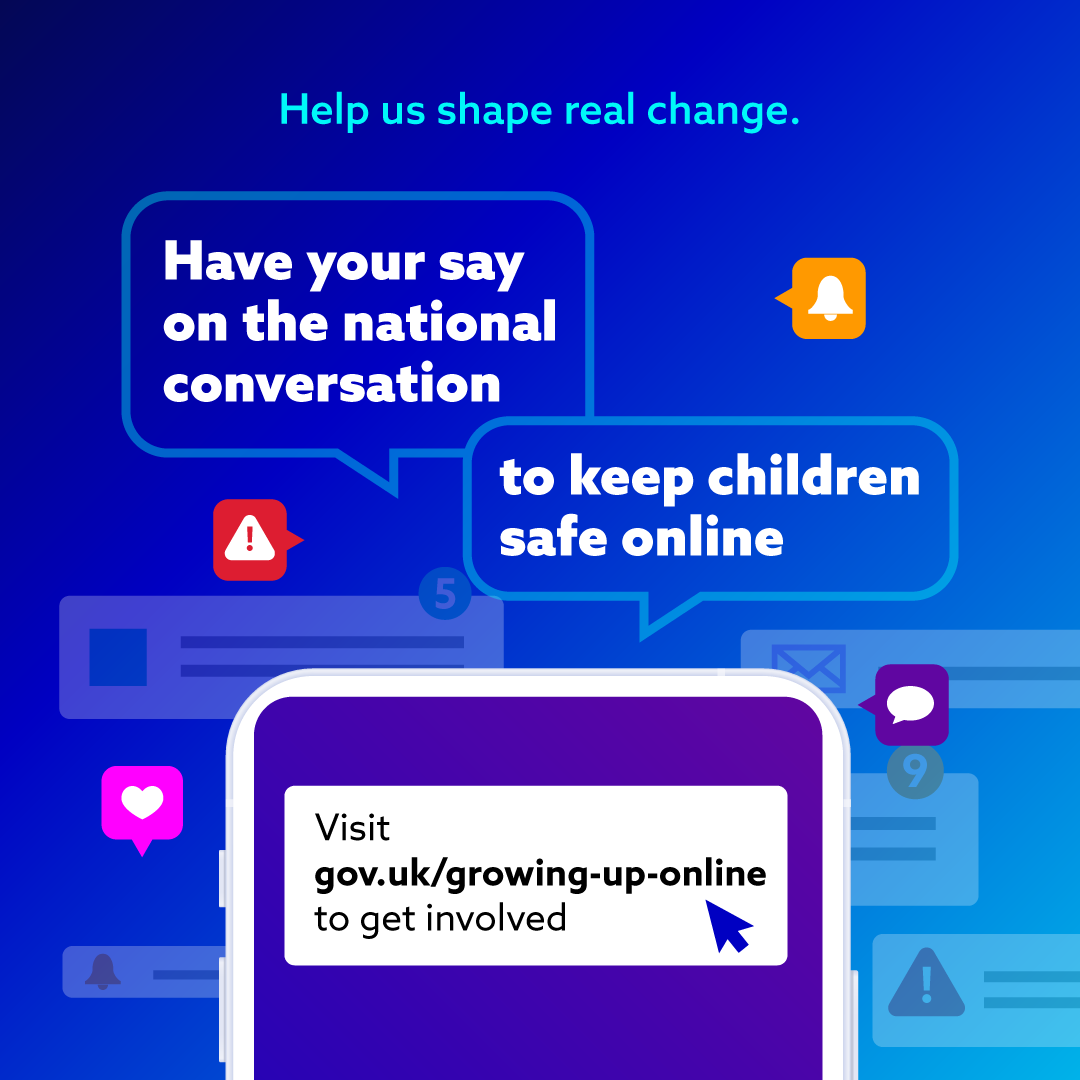 Help us shape real change.
Have your say
on the national
conversation
to keep children
safe online
5
9
Visit
gov.uk/growing-up-online
to get involved